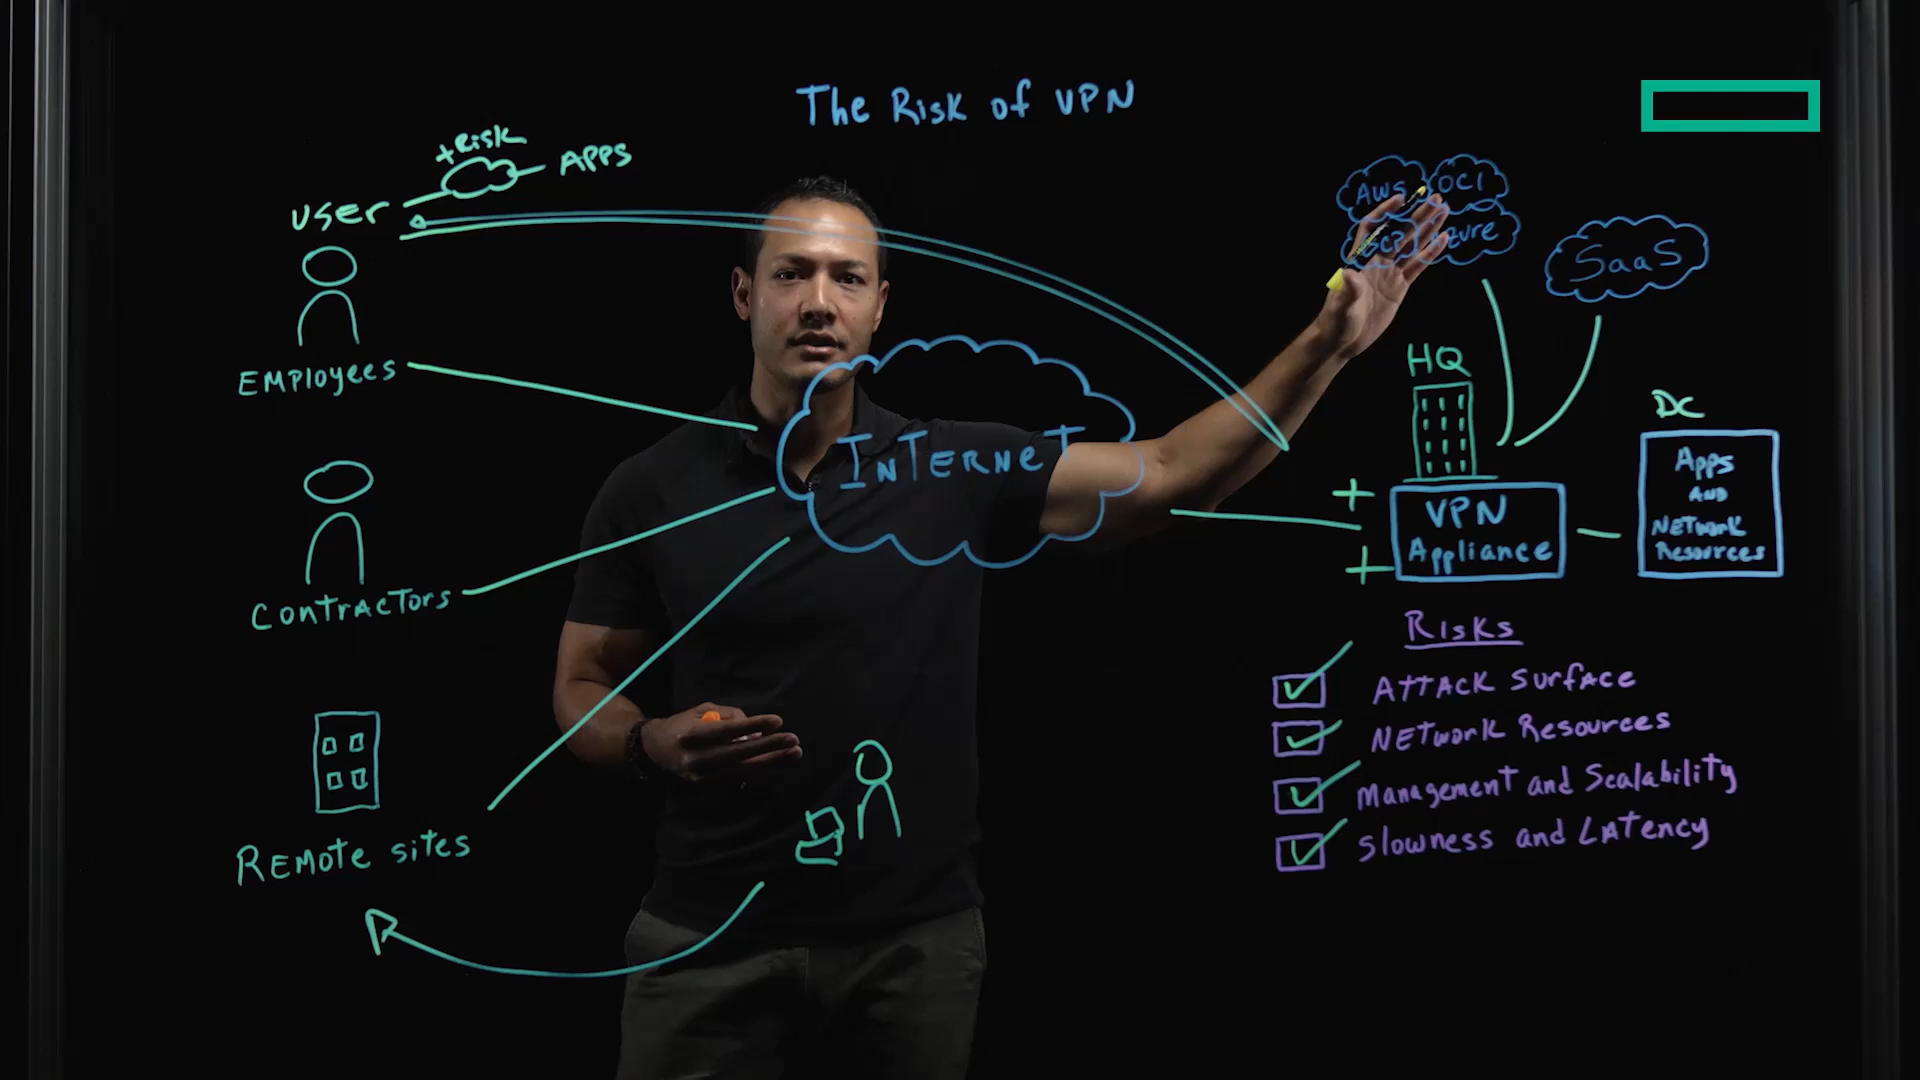 The Risk of VPN
+RISK
APPS
USER
EMPloyees
Contractors
Remote sites
INTERNET
AWS
OCI
GCP
Azure
SaaS
HQ
VPN
Appliance
DC
Apps
AND
NETWork
Resources
Risks
ATTACK Surface
NETwork Resources
Management and Scalability
Slowness and LATency